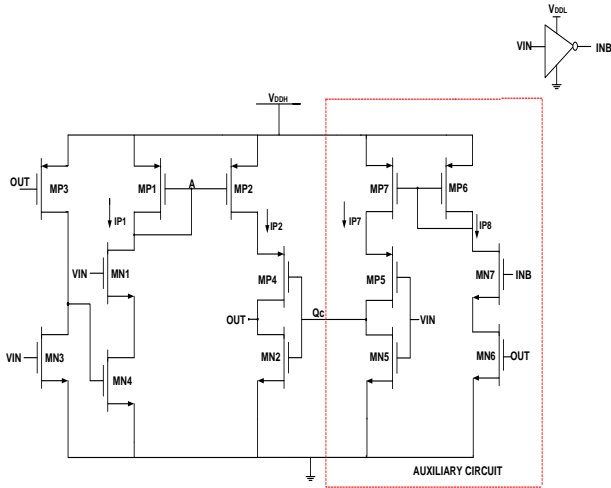 VDDL
VIN INB
VDDH
OUT MP3 MP1 A MP2 MP7 MP6
IP1 IP2 IP7 IP8
VIN MN1 MP4 MP5 MN7 INB
OUT Qc VIN
VIN MN3 MN4 MN2 MN5 MN6 OUT
AUXILIARY CIRCUIT